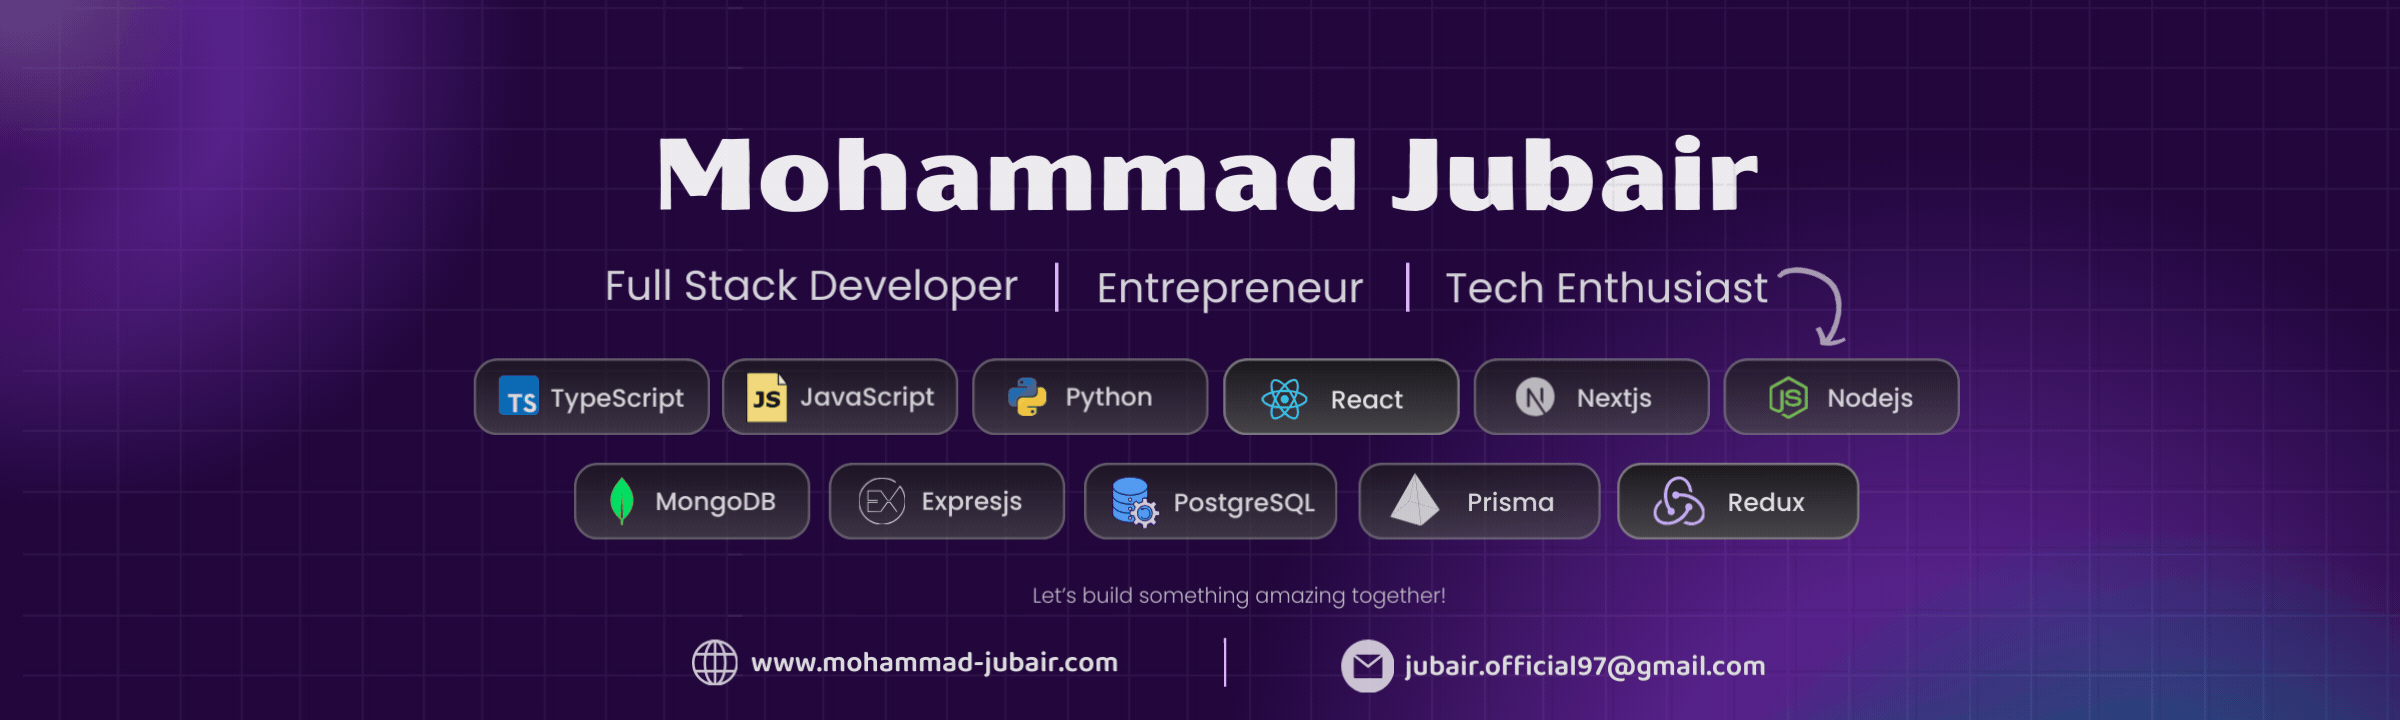 Mohammad Jubair
Full Stack Developer | Entrepreneur | Tech Enthusiast
TS TypeScript JS JavaScript Python React N Nextjs JS Nodejs
MongoDB EX Expresjs PostgreSQL Prisma Redux
Let's build something amazing together!
www.mohammad-jubair.com | jubair.official97@gmail.com